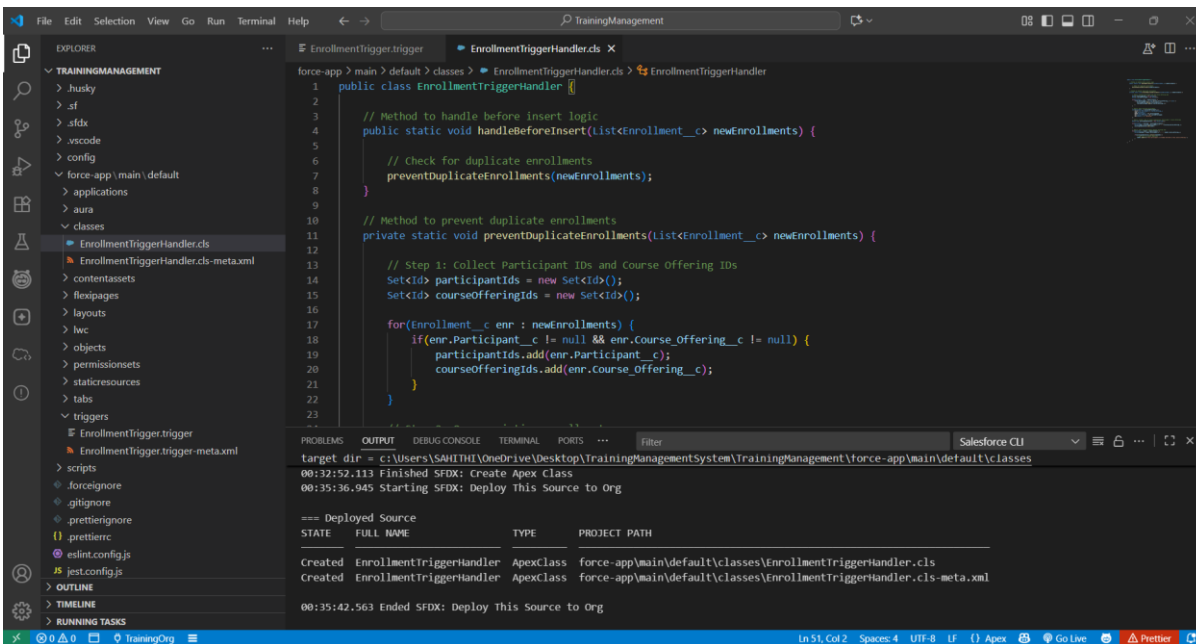 File Edit Selection View Go Run Terminal Help
TrainingManagement
EXPLORER
TRAININGMANAGEMENT
> .husky
> .sf
> .sfdx
> .vscode
> config
force-app\main\default
> applications
> aura
classes
EnrollmentTriggerHandler.cls
EnrollmentTriggerHandler.cls-meta.xml
> contentassets
> flexipages
> layouts
> lwc
> objects
> permissionsets
> staticresources
> tabs
triggers
EnrollmentTrigger.trigger
EnrollmentTrigger.trigger-meta.xml
> scripts
.forceignore
.gitignore
.prettierignore
{} .prettierrc
eslint.config.js
JS jest.config.js
> OUTLINE
> TIMELINE
> RUNNING TASKS
EnrollmentTrigger.trigger EnrollmentTriggerHandler.cls
force-app > main > default > classes > EnrollmentTriggerHandler.cls > EnrollmentTriggerHandler
1 public class EnrollmentTriggerHandler {
2
3 // Method to handle before insert logic
4 public static void handleBeforeInsert(List<Enrollment__c> newEnrollments) {
5
6 // Check for duplicate enrollments
7 preventDuplicateEnrollments(newEnrollments);
8 }
9
10 // Method to prevent duplicate enrollments
11 private static void preventDuplicateEnrollments(List<Enrollment__c> newEnrollments) {
12
13 // Step 1: Collect Participant IDs and Course Offering IDs
14 Set<Id> participantIds = new Set<Id>();
15 Set<Id> courseOfferingIds = new Set<Id>();
16
17 for(Enrollment__c enr : newEnrollments) {
18 if(enr.Participant__c != null && enr.Course_Offering__c != null) {
19 participantIds.add(enr.Participant__c);
20 courseOfferingIds.add(enr.Course_Offering__c);
21 }
22 }
23
PROBLEMS OUTPUT DEBUG CONSOLE TERMINAL PORTS Filter Salesforce CLI
target dir = c:\Users\SAHITHI\OneDrive\Desktop\TrainingManagementSystem\TrainingManagement\force-app\main\default\classes
00:32:52.113 Finished SFDX: Create Apex Class
00:35:36.945 Starting SFDX: Deploy This Source to Org
=== Deployed Source
STATE FULL NAME TYPE PROJECT PATH
Created EnrollmentTriggerHandler ApexClass force-app\main\default\classes\EnrollmentTriggerHandler.cls
Created EnrollmentTriggerHandler ApexClass force-app\main\default\classes\EnrollmentTriggerHandler.cls-meta.xml
00:35:42.563 Ended SFDX: Deploy This Source to Org
0 0 TrainingOrg Ln 51, Col 2 Spaces: 4 UTF-8 LF {} Apex Go Live Prettier